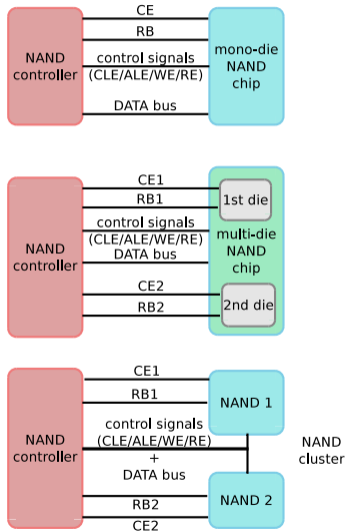 CE
RB
NAND
controller
control signals
(CLE/ALE/WE/RE)
mono-die
NAND
chip
DATA bus
CE1
RB1
1st die
NAND
controller
control signals
(CLE/ALE/WE/RE)
DATA bus
multi-die
NAND
chip
CE2
RB2
2nd die
CE1
RB1
NAND 1
NAND
controller
control signals
(CLE/ALE/WE/RE)
+
DATA bus
NAND
cluster
RB2
CE2
NAND 2